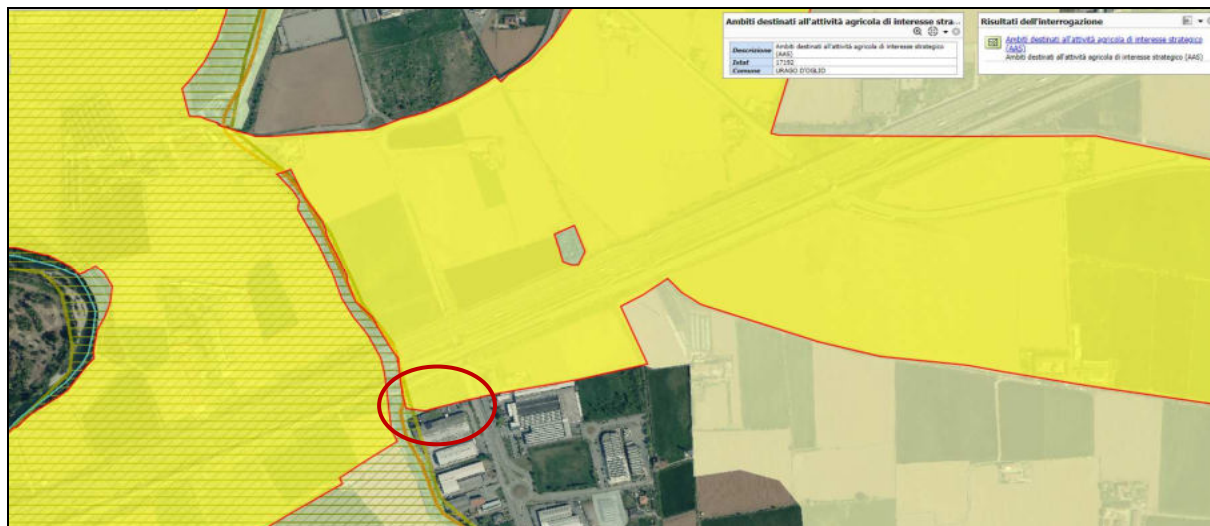 Ambiti destinati all'attività agricola di interesse stra...
Descrizione Ambiti destinati all'attività agricola di interesse strategico (AAS)
Istat 17192
Comune URAGO D'OGLIO
Risultati dell'interrogazione
Ambiti destinati all'attività agricola di interesse strategico
(AAS)
Ambiti destinati all'attività agricola di interesse strategico (AAS)